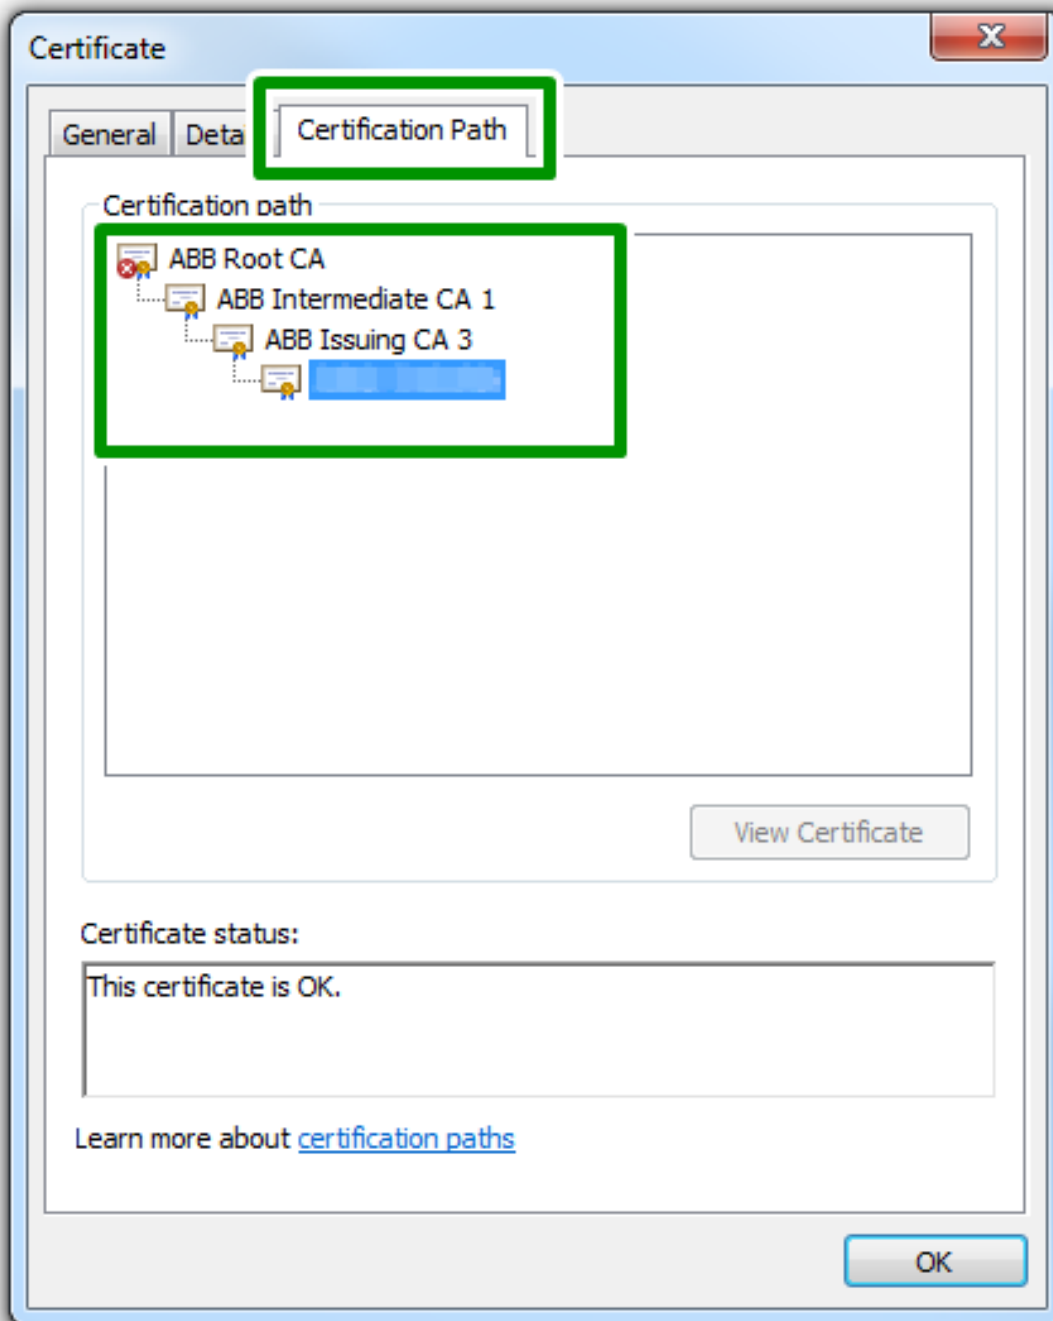 Certificate
General
Certification Path
Certification path
ABB Root CA
ABB Intermediate CA 1
ABB Issuing CA 3
View Certificate
Certificate status:
This certificate is OK.
Learn more about certification paths
OK